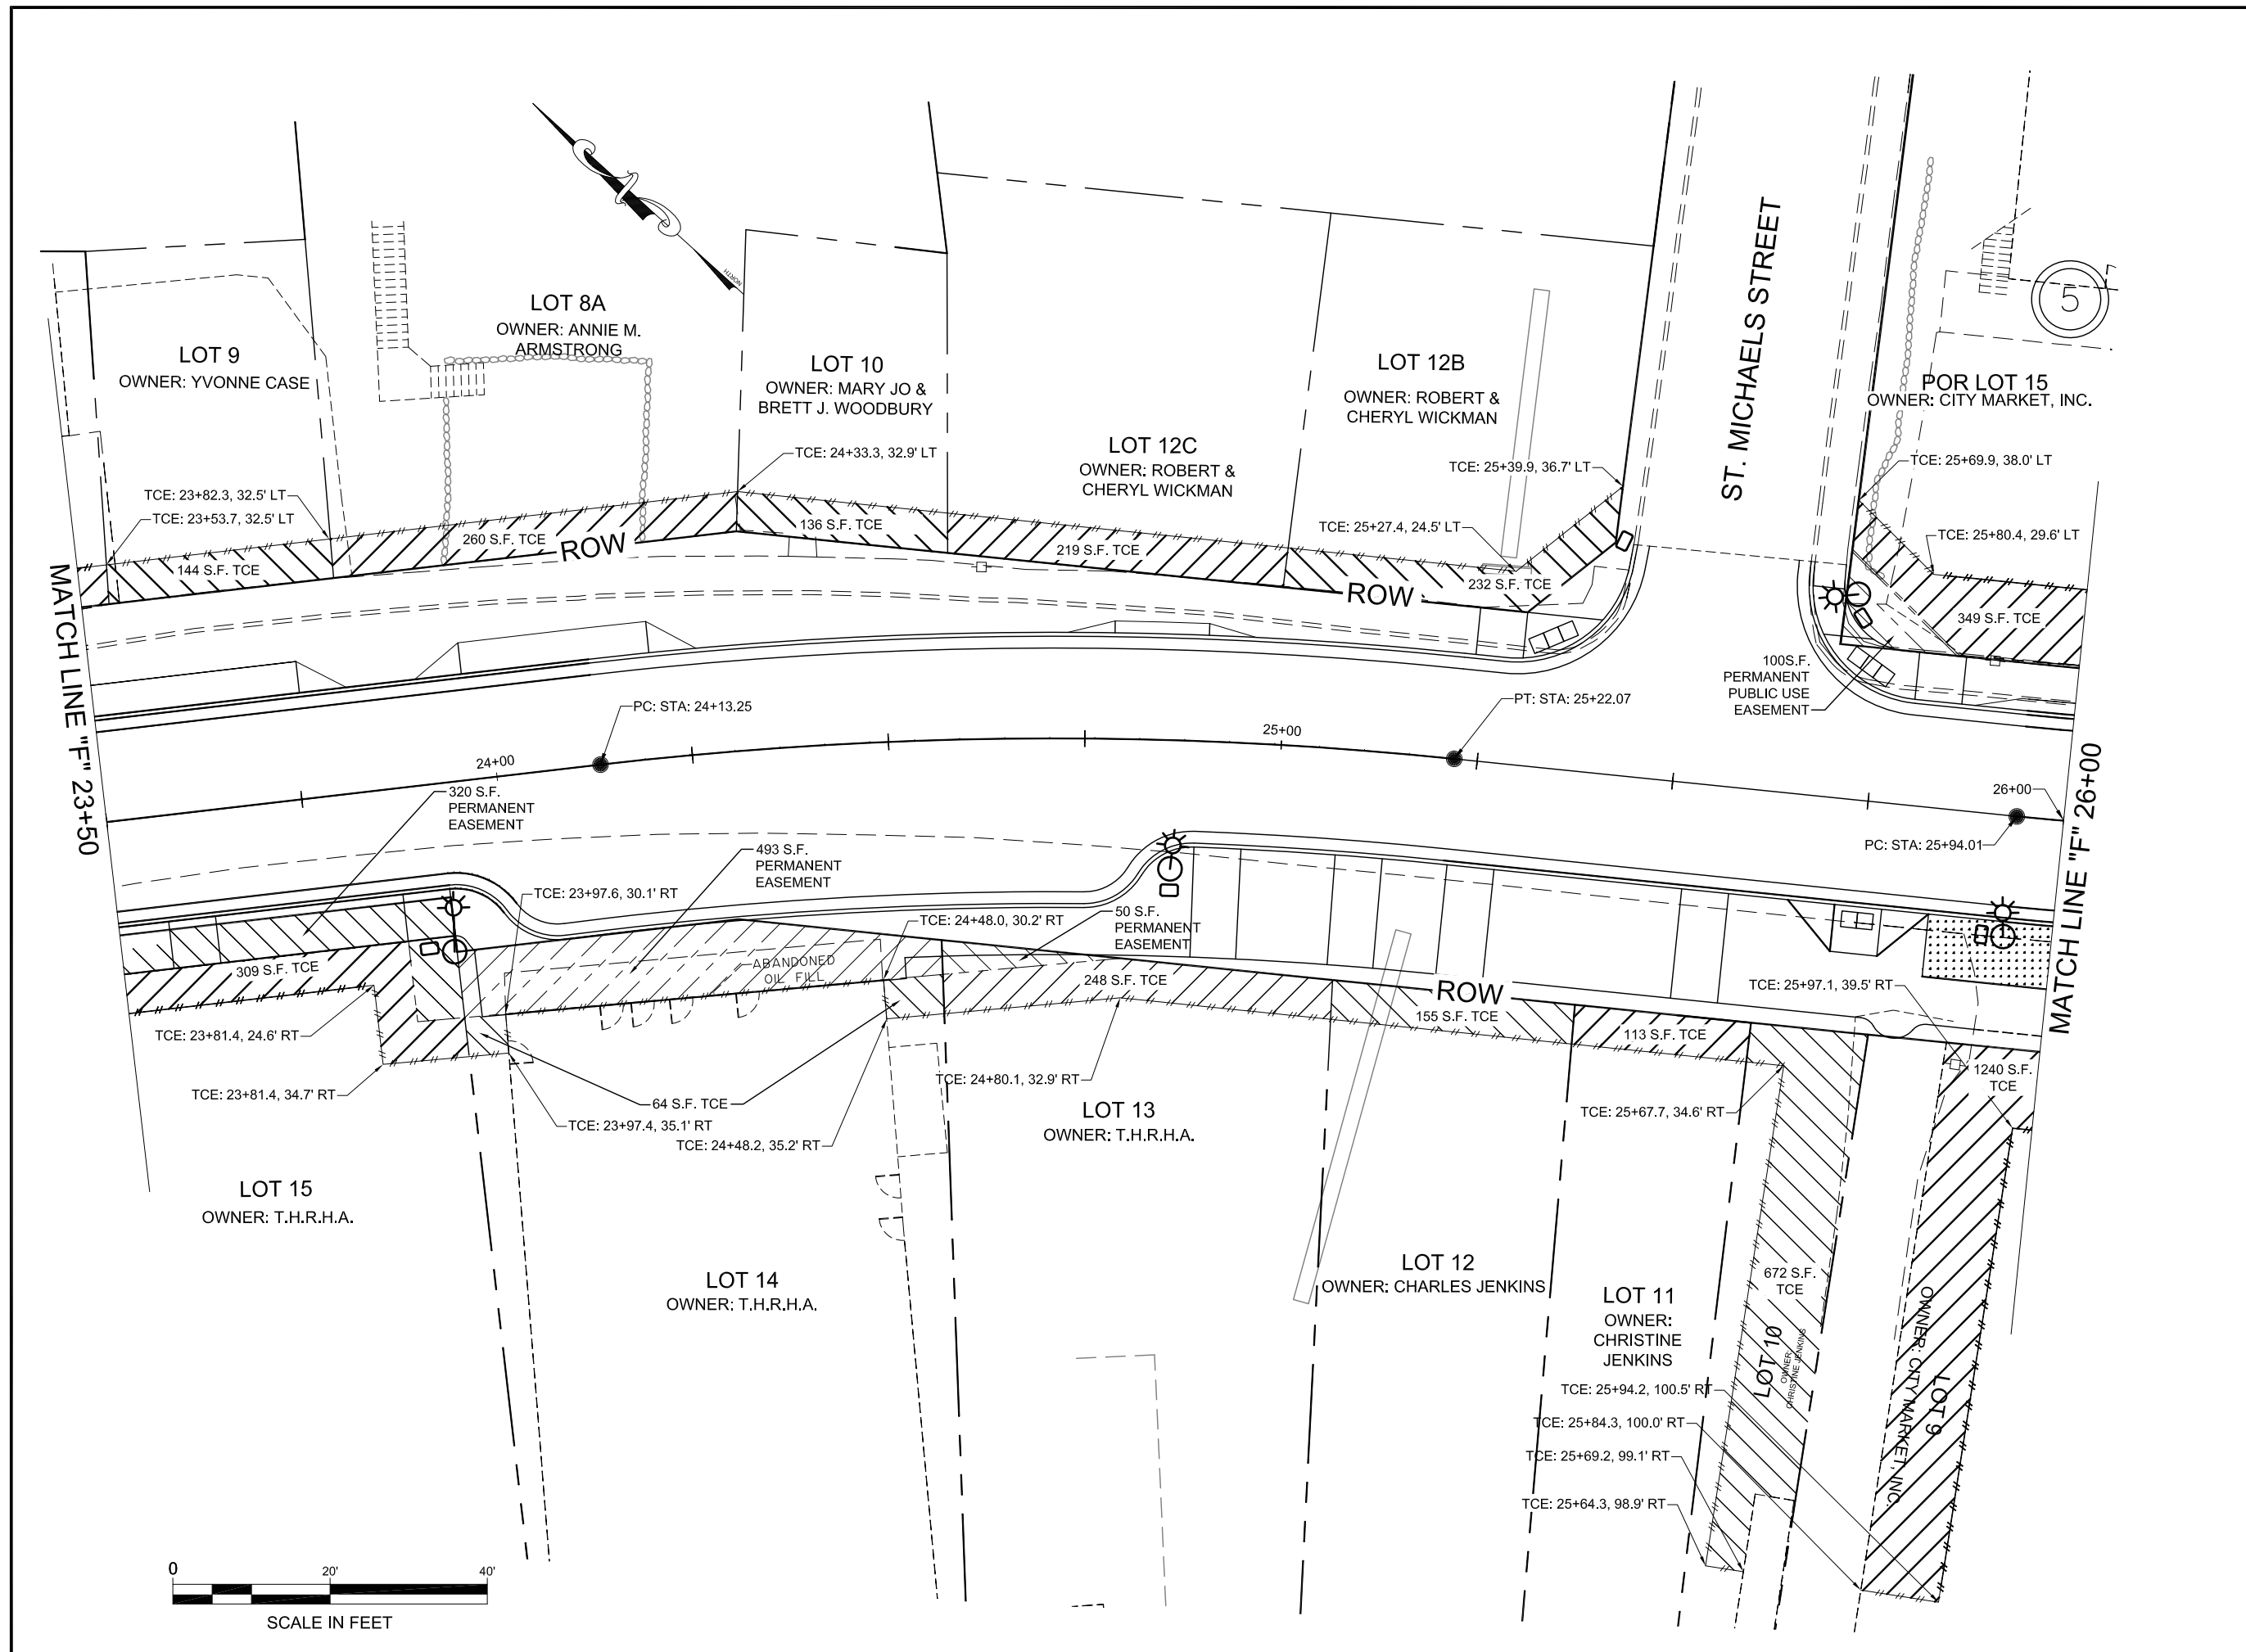 NORTH
LOT 8A
OWNER: ANNIE M.
ARMSTRONG
LOT 9
OWNER: YVONNE CASE
LOT 10
OWNER: MARY JO &
BRETT J. WOODBURY
LOT 12B
OWNER: ROBERT &
CHERYL WICKMAN
LOT 12C
OWNER: ROBERT &
CHERYL WICKMAN
ST. MICHAELS STREET
5
POR LOT 15
OWNER: CITY MARKET, INC.
TCE: 24+33.3, 32.9' LT
TCE: 25+39.9, 36.7' LT
TCE: 25+69.9, 38.0' LT
TCE: 23+82.3, 32.5' LT
TCE: 23+53.7, 32.5' LT
TCE: 25+27.4, 24.5' LT
TCE: 25+80.4, 29.6' LT
144 S.F. TCE
260 S.F. TCE
ROW
136 S.F. TCE
219 S.F. TCE
ROW
232 S.F. TCE
349 S.F. TCE
100S.F.
PERMANENT
PUBLIC USE
EASEMENT
MATCH LINE "F" 23+50
PC: STA: 24+13.25
PT: STA: 25+22.07
24+00
25+00
26+00
PC: STA: 25+94.01
MATCH LINE "F" 26+00
320 S.F.
PERMANENT
EASEMENT
493 S.F.
PERMANENT
EASEMENT
TCE: 23+97.6, 30.1' RT
TCE: 24+48.0, 30.2' RT
50 S.F.
PERMANENT
EASEMENT
ABANDONED
OIL FILL
309 S.F. TCE
248 S.F. TCE
ROW
155 S.F. TCE
113 S.F. TCE
TCE: 25+97.1, 39.5' RT
1240 S.F.
TCE
TCE: 23+81.4, 24.6' RT
TCE: 23+81.4, 34.7' RT
64 S.F. TCE
TCE: 23+97.4, 35.1' RT
TCE: 24+48.2, 35.2' RT
TCE: 24+80.1, 32.9' RT
TCE: 25+67.7, 34.6' RT
LOT 13
OWNER: T.H.R.H.A.
LOT 15
OWNER: T.H.R.H.A.
LOT 14
OWNER: T.H.R.H.A.
LOT 12
OWNER: CHARLES JENKINS
LOT 11
OWNER:
CHRISTINE
JENKINS
672 S.F.
TCE
LOT 10
OWNER:
CHRISTINE JENKINS
LOT 9
OWNER: CITY MARKET, INC.
TCE: 25+94.2, 100.5' RT
TCE: 25+84.3, 100.0' RT
TCE: 25+69.2, 99.1' RT
TCE: 25+64.3, 98.9' RT
0 20' 40'
SCALE IN FEET